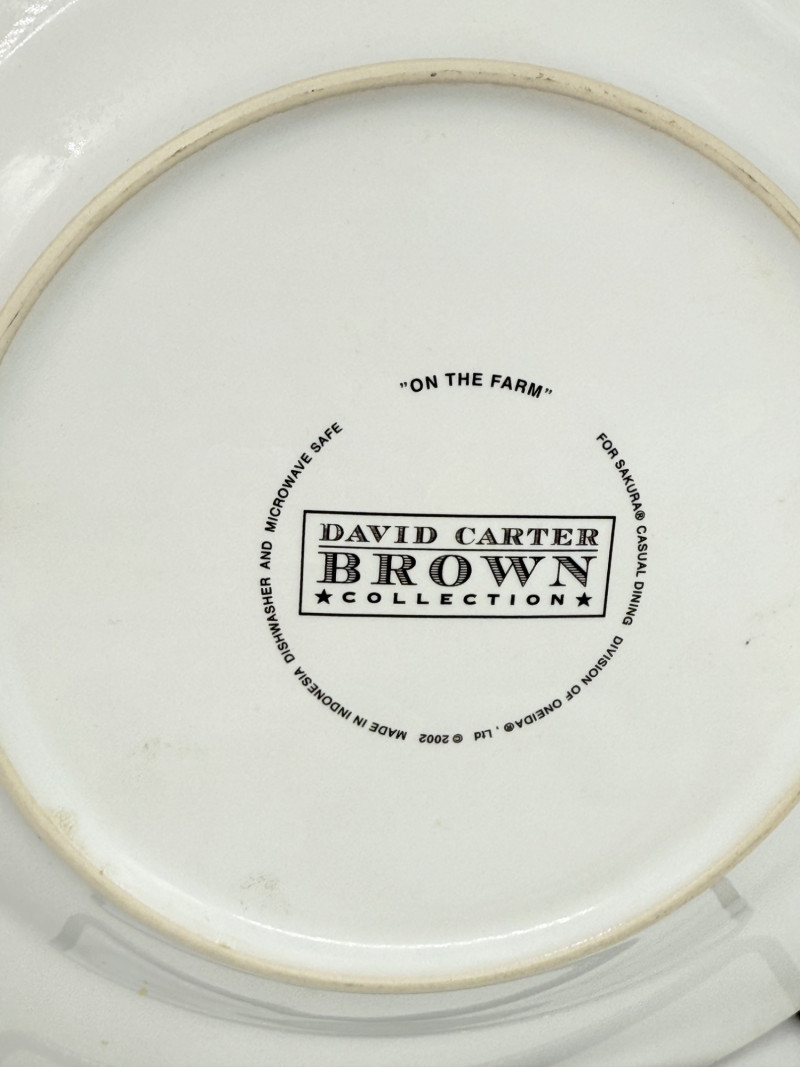 "ON THE FARM"
FOR SAKURA® CASUAL DINING DIVISION OF ONEIDA®, Ltd © 2002 MADE IN INDONESIA DISHWASHER AND MICROWAVE SAFE
DAVID CARTER
BROWN
★ COLLECTION ★